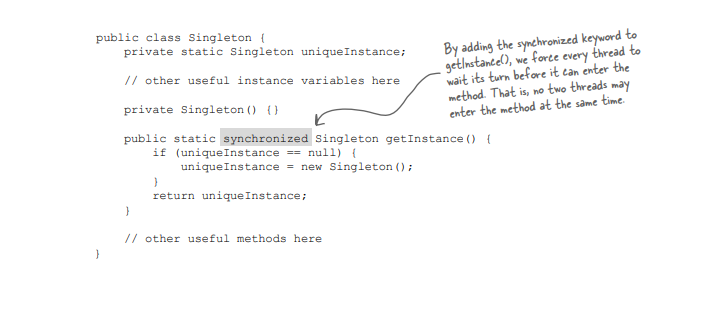 public class Singleton {
private static Singleton uniqueInstance;
// other useful instance variables here
private Singleton() {}
public static synchronized Singleton getInstance() {
if (uniqueInstance == null) {
uniqueInstance = new Singleton();
}
return uniqueInstance;
}
// other useful methods here
}
By adding the synchronized keyword to
getInstance(), we force every thread to
wait its turn before it can enter the
method. That is, no two threads may
enter the method at the same time.